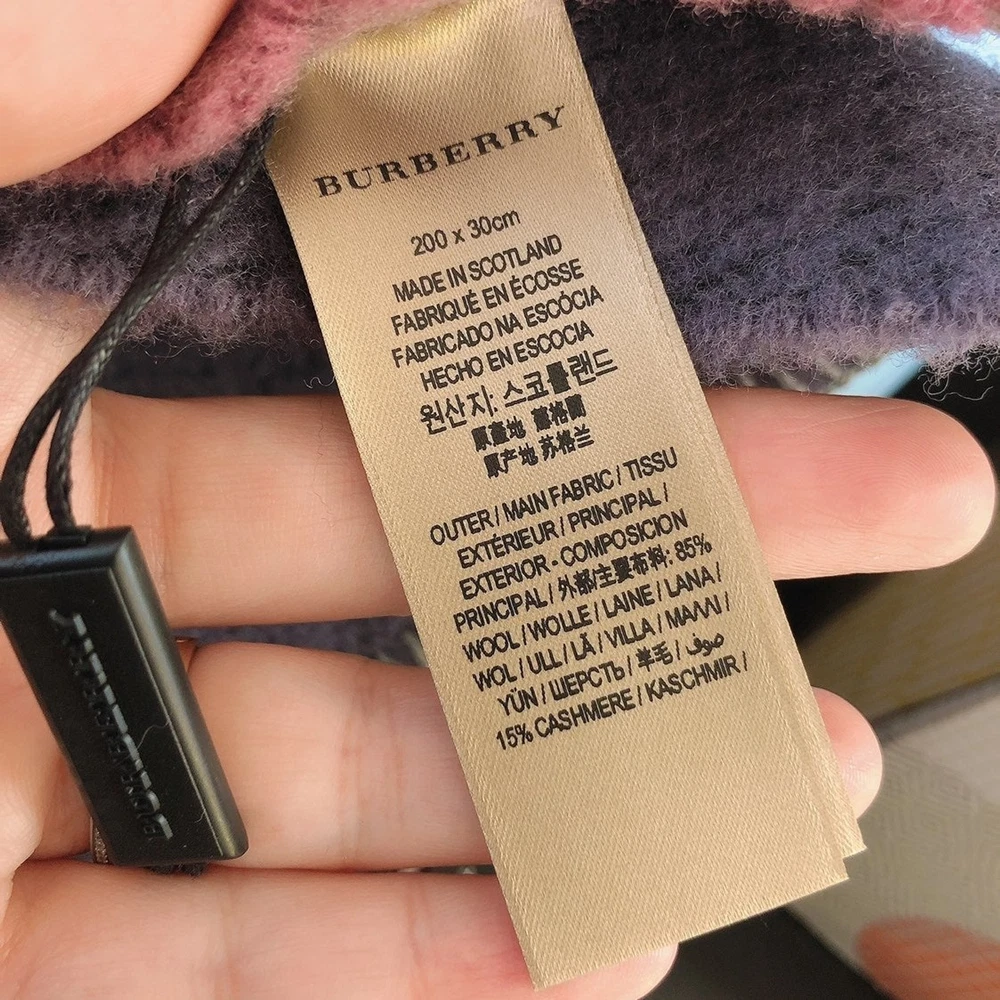 BURBERRY
200 x 30cm
MADE IN SCOTLAND
FABRIQUÉ EN ÉCOSSE
FABRICADO NA ESCÓCIA
HECHO EN ESCOCIA
원산지: 스코틀랜드
原產地 蘇格蘭
原产地 苏格兰
OUTER / MAIN FABRIC / TISSU
EXTÉRIEUR / PRINCIPAL /
EXTERIOR - COMPOSICION
PRINCIPAL / 外部/主要布料: 85%
WOOL / WOLLE / LAINE / LANA /
WOL / ULL / LÃ / VILLA / ΜΑΛΛΙ /
YÜN / ШЕРСТЬ / 羊毛 / صوف /
15% CASHMERE / KASCHMIR /
BURBERRY